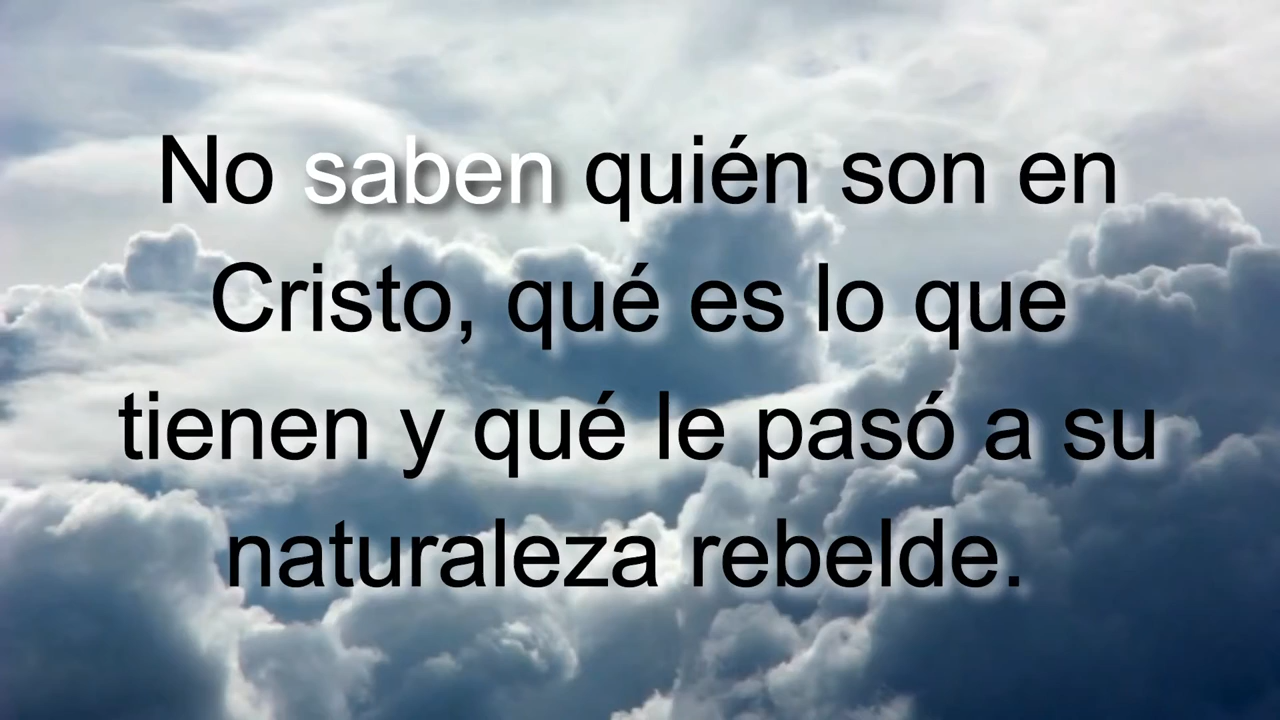 No saben quién son en
Cristo, qué es lo que
tienen y qué le pasó a su
naturaleza rebelde.